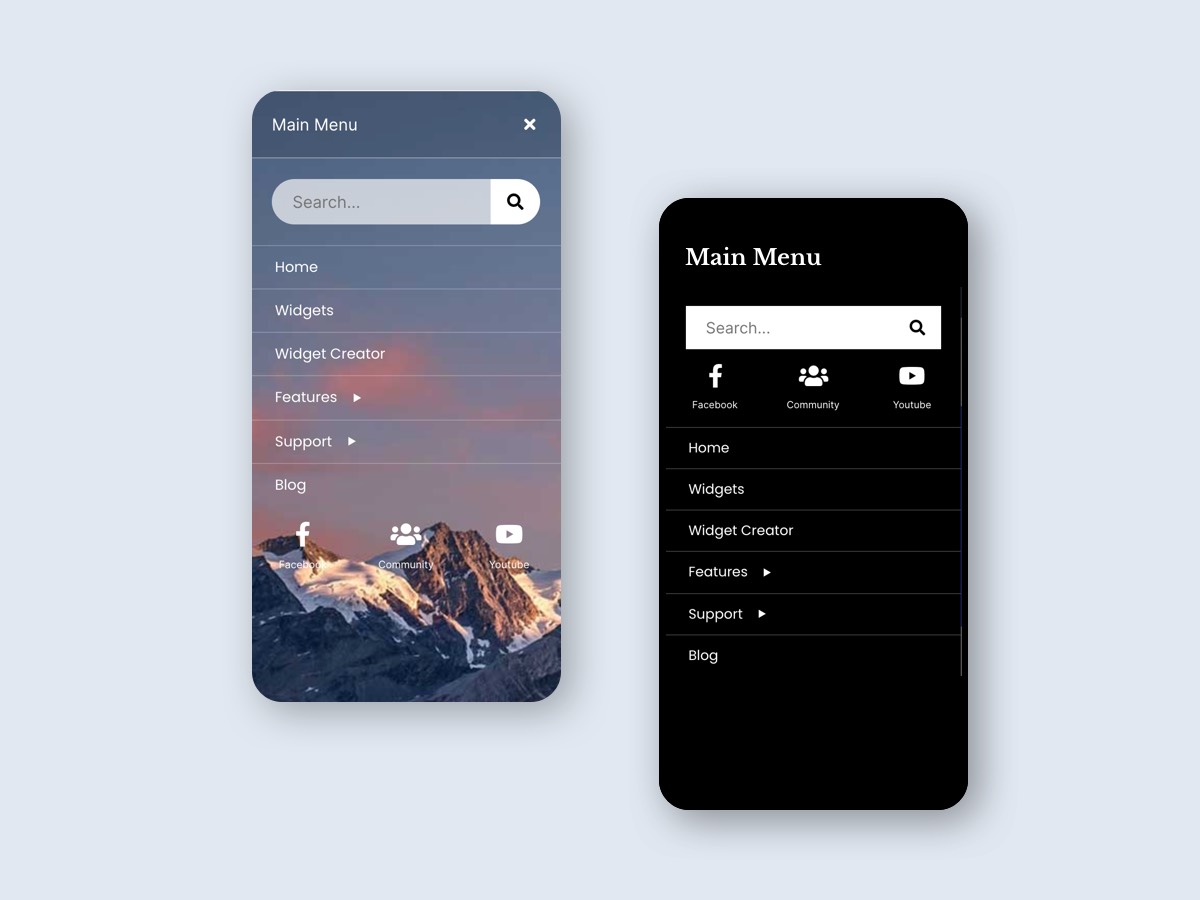 Main Menu
Search...
Home
Widgets
Widget Creator
Features
Support
Blog
Facebook
Community
Youtube
Main Menu
Search...
Facebook
Community
Youtube
Home
Widgets
Widget Creator
Features
Support
Blog